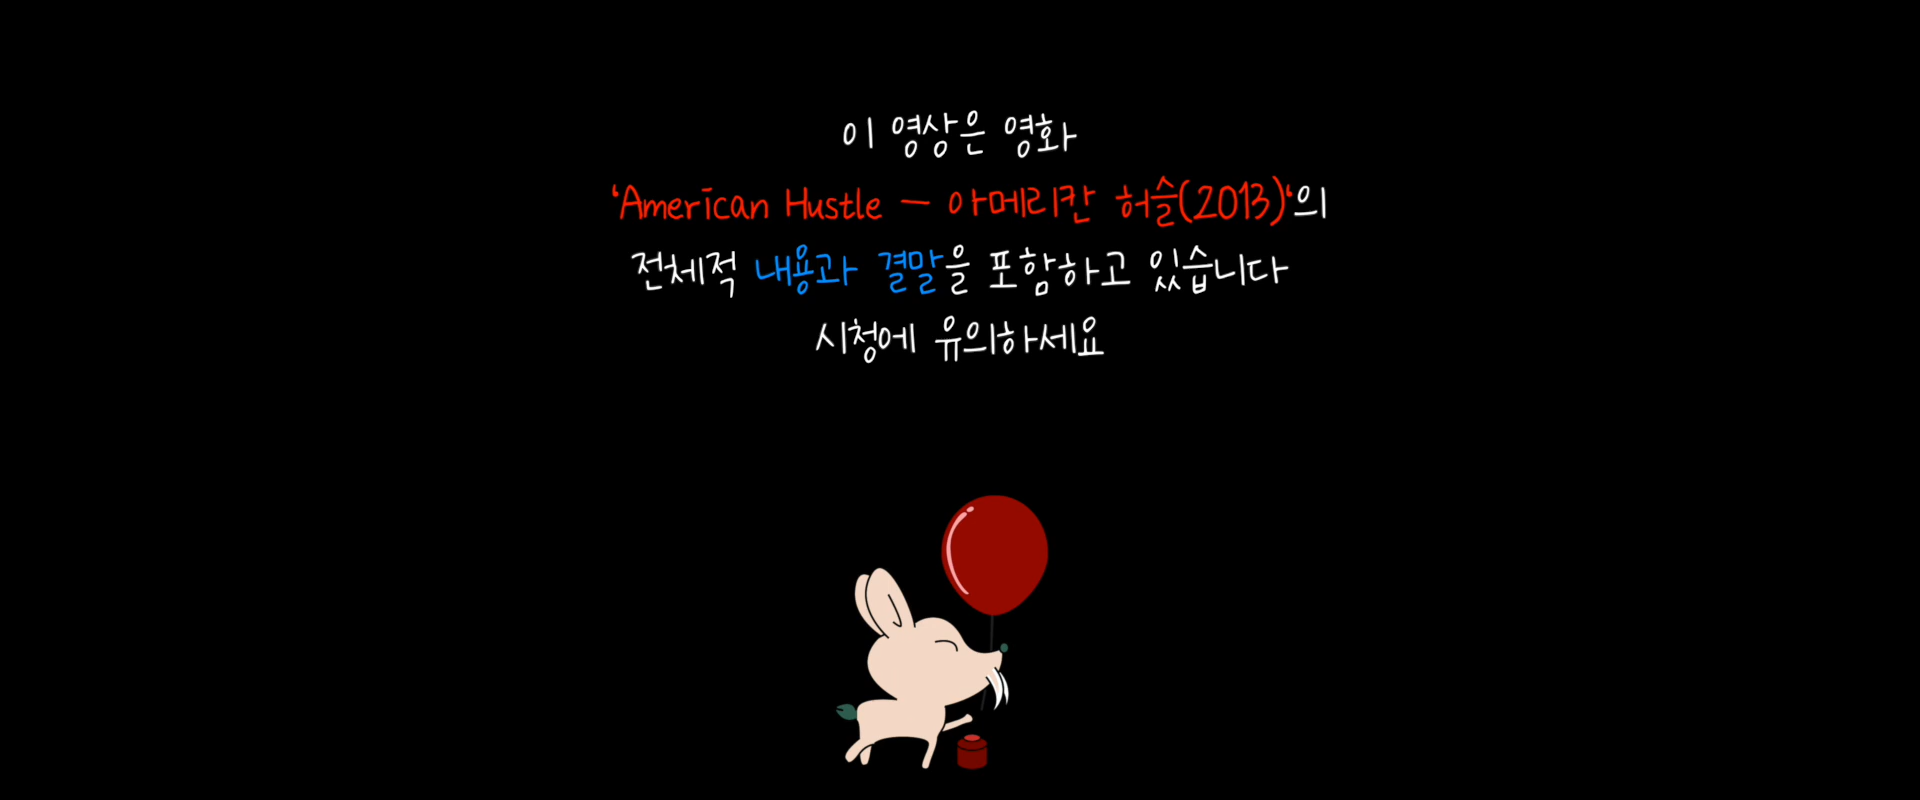 이 영상은 영화
‘American Hustle – 아메리칸 허슬(2013)‘의
전체적 내용과 결말을 포함하고 있습니다
시청에 유의하세요